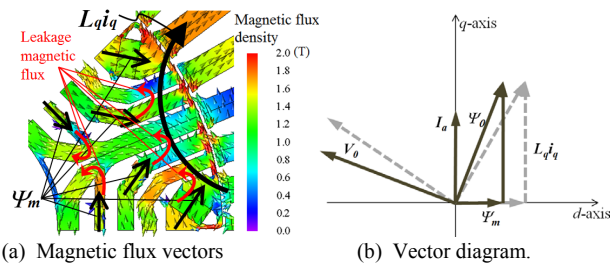 Lqiq
Leakage
magnetic
flux
Ψm
Magnetic flux
density
2.0 (T)
1.8
1.6
1.4
1.2
1.0
0.8
0.6
0.4
0.2
0.0
(a) Magnetic flux vectors
q-axis
Ia
Ψ0
V0
Lqiq
Ψm
d-axis
(b) Vector diagram.